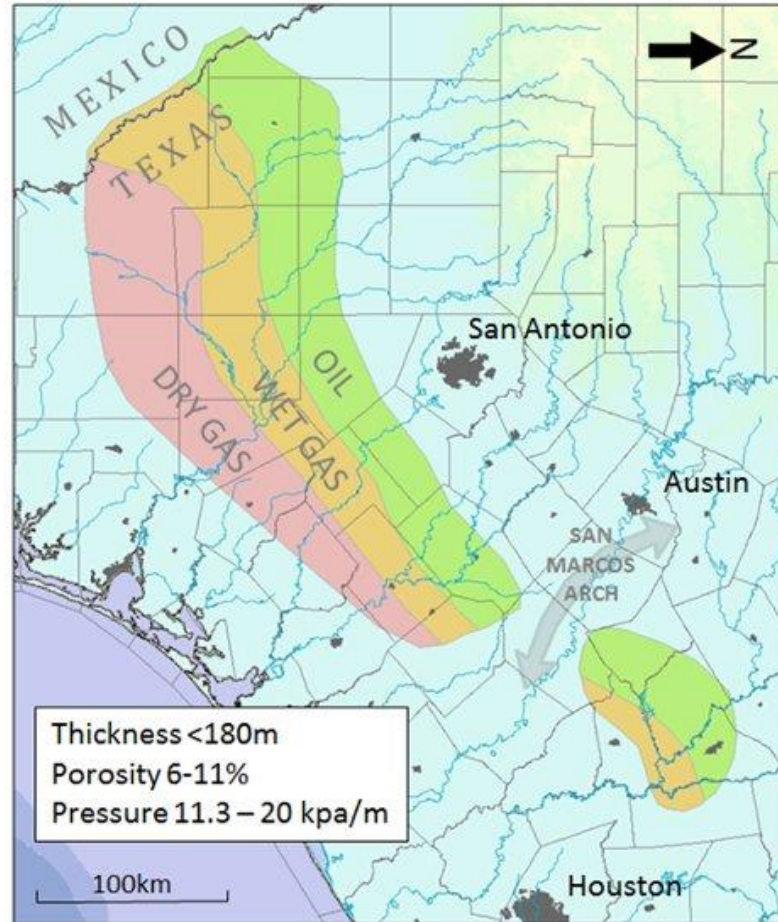 MEXICO
TEXAS
N
San Antonio
OIL
WET GAS
DRY GAS
Austin
SAN
MARCOS
ARCH
Thickness <180m
Porosity 6-11%
Pressure 11.3 – 20 kpa/m
100km
Houston